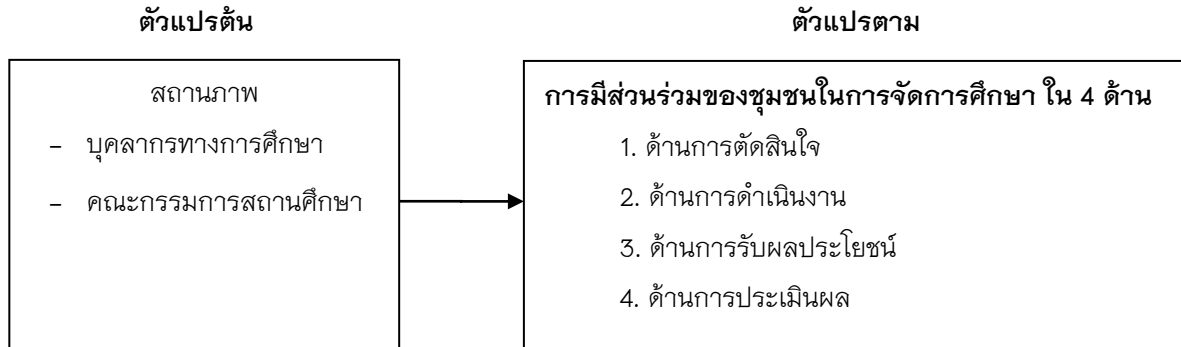 ตัวแปรต้น
ตัวแปรตาม
สถานภาพ
- บุคลากรทางการศึกษา
- คณะกรรมการสถานศึกษา
การมีส่วนร่วมของชุมชนในการจัดการศึกษา ใน 4 ด้าน
1. ด้านการตัดสินใจ
2. ด้านการดำเนินงาน
3. ด้านการรับผลประโยชน์
4. ด้านการประเมินผล